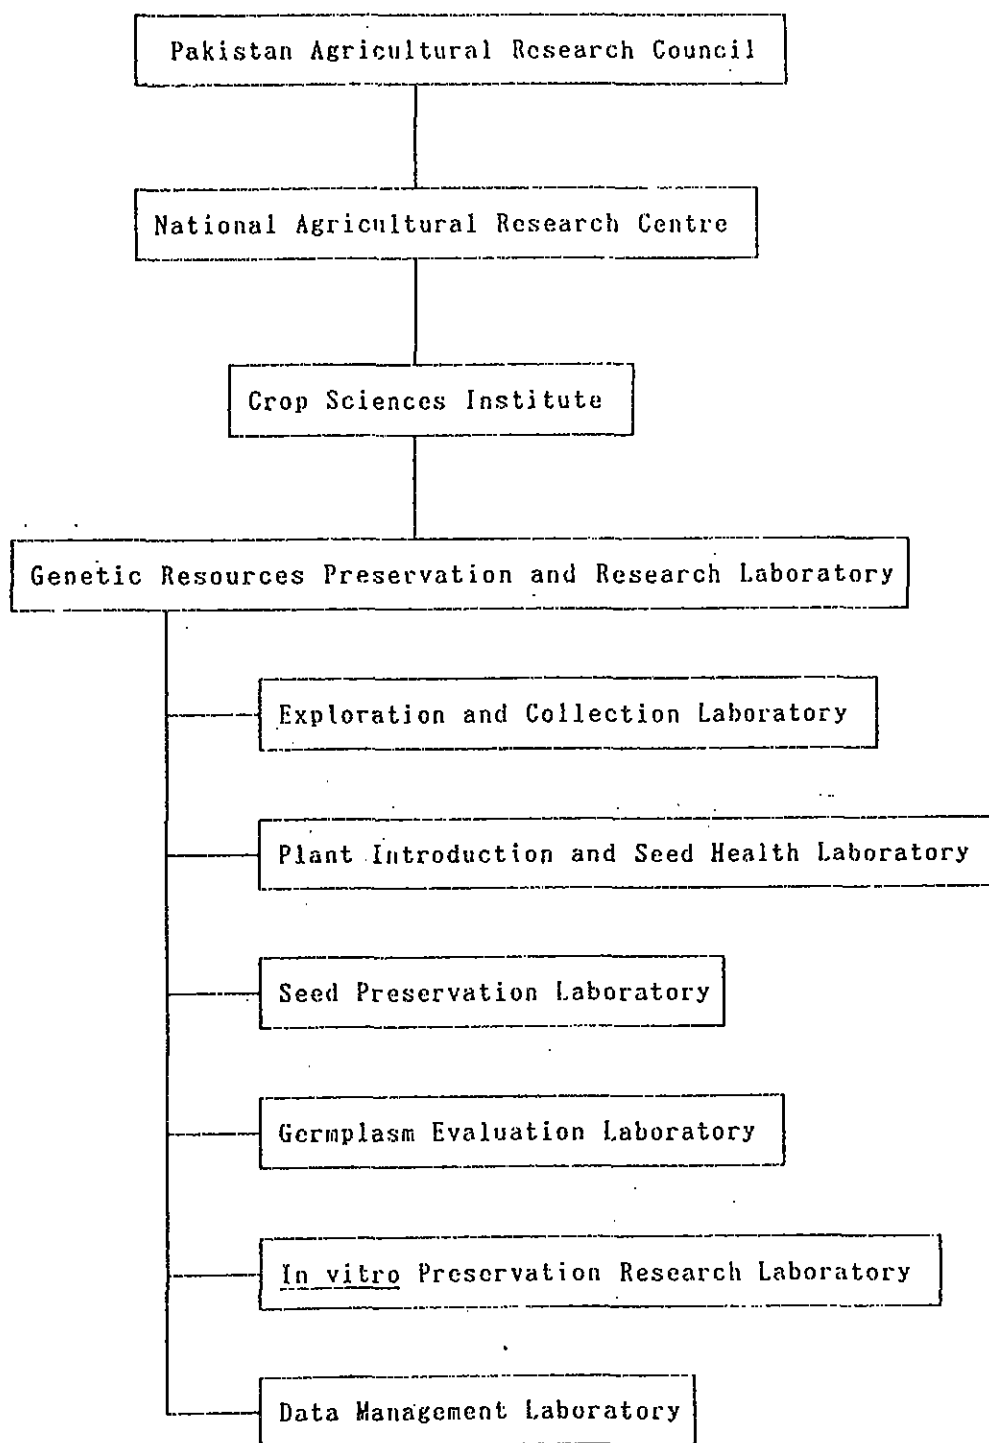 Pakistan Agricultural Research Council
National Agricultural Research Centre
Crop Sciences Institute
Genetic Resources Preservation and Research Laboratory
Exploration and Collection Laboratory
Plant Introduction and Seed Health Laboratory
Seed Preservation Laboratory
Germplasm Evaluation Laboratory
In vitro Preservation Research Laboratory
Data Management Laboratory